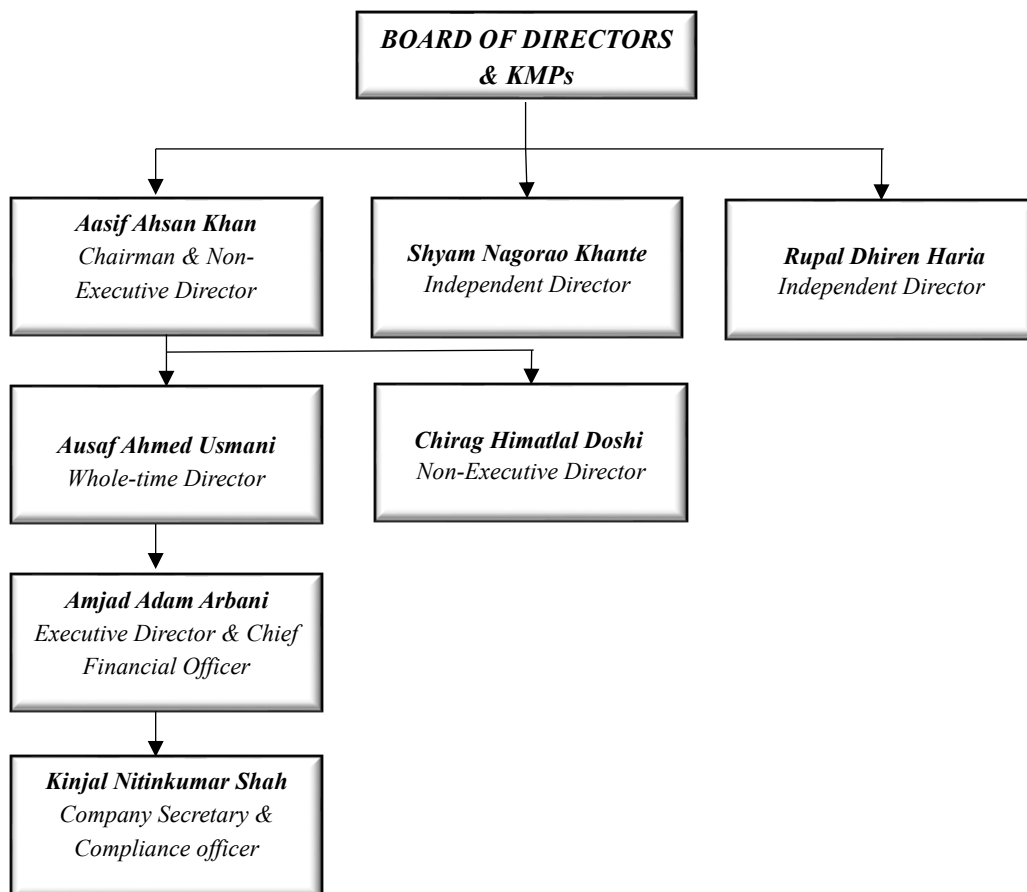 BOARD OF DIRECTORS
& KMPs
Aasif Ahsan Khan
Chairman & Non-
Executive Director
Shyam Nagorao Khante
Independent Director
Rupal Dhiren Haria
Independent Director
Ausaf Ahmed Usmani
Whole-time Director
Chirag Himatlal Doshi
Non-Executive Director
Amjad Adam Arbani
Executive Director & Chief
Financial Officer
Kinjal Nitinkumar Shah
Company Secretary &
Compliance officer